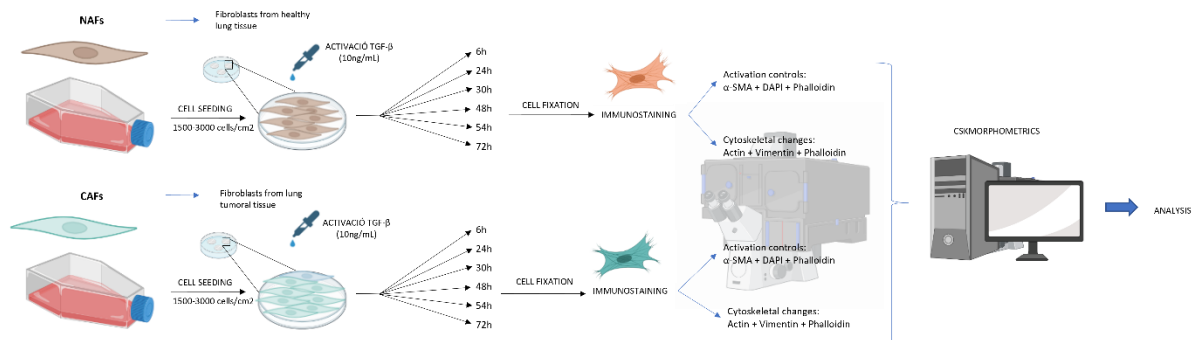 NAFs
Fibroblasts from healthy
lung tissue
ACTIVACIÓ TGF-β
(10ng/mL)
CELL SEEDING
1500-3000 cells/cm2
6h
24h
30h
48h
54h
72h
CELL FIXATION
IMMUNOSTAINING
Activation controls:
α-SMA + DAPI + Phalloidin
Cytoskeletal changes:
Actin + Vimentin + Phalloidin
CAFs
Fibroblasts from lung
tumoral tissue
ACTIVACIÓ TGF-β
(10ng/mL)
CELL SEEDING
1500-3000 cells/cm2
6h
24h
30h
48h
54h
72h
CELL FIXATION
IMMUNOSTAINING
Activation controls:
α-SMA + DAPI + Phalloidin
Cytoskeletal changes:
Actin + Vimentin + Phalloidin
CSKMORPHOMETRICS
ANALYSIS